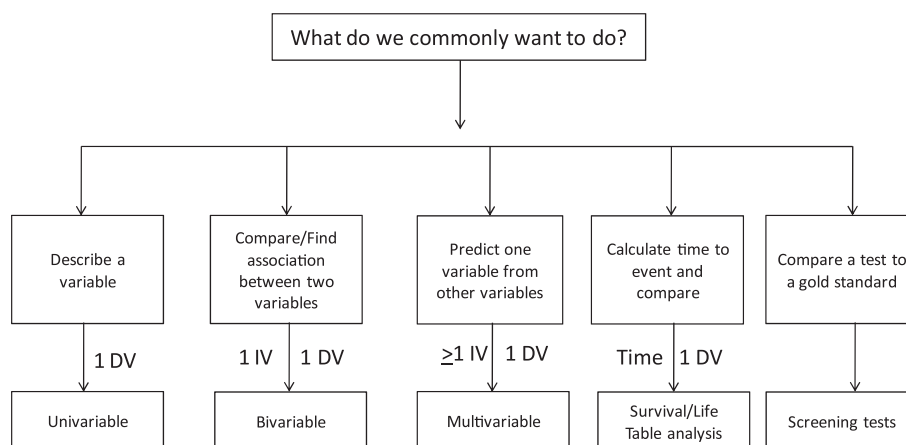 What do we commonly want to do?
Describe a
variable
Compare/Find
association
between two
variables
Predict one
variable from
other variables
Calculate time to
event and
compare
Compare a test to
a gold standard
1 DV
1 IV
1 DV
≥1 IV
1 DV
Time
1 DV
Univariable
Bivariable
Multivariable
Survival/Life
Table analysis
Screening tests